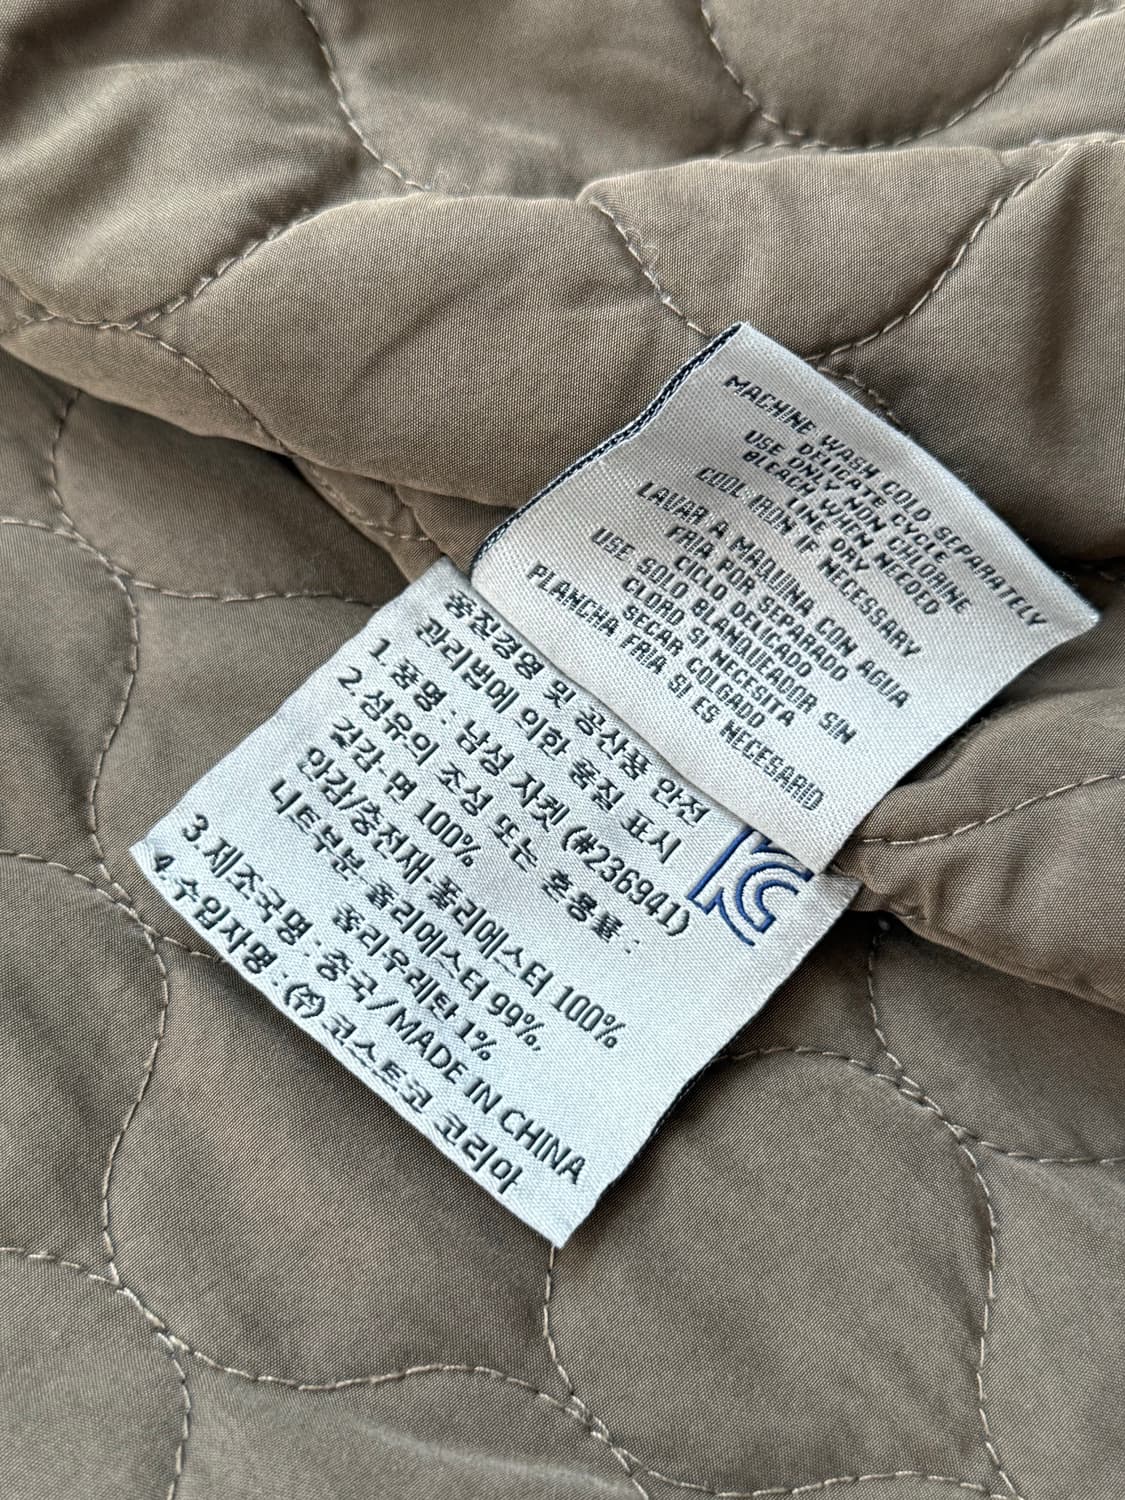 MACHINE WASH COLD SEPARATELY
DELICATE CYCLE
USE ONLY NON CHLORINE
BLEACH WHEN NEEDED
LINE DRY
COOL IRON IF NECESSARY
LAVAR A MAQUINA CON AGUA
FRIA POR SEPARADO
CICLO DELICADO
USE SOLO BLANQUEADOR SIN
CLORO SI NECESITA
SECAR COLGADO
PLANCHA FRIA SI ES NECESARIO
품질경영 및 공산품 안전
관리법에 의한 품질 표시
1.품명 : 남성 자켓 (#236941)
2.섬유의 조성 또는 혼용률 :
겉감-면 100%
안감/충전재-폴리에스터 100%
니트부분-폴리에스터 99%,
폴리우레탄 1%
3.제조국명 : 중국/MADE IN CHINA
4.수입자명 : (주) 코스트코 코리아